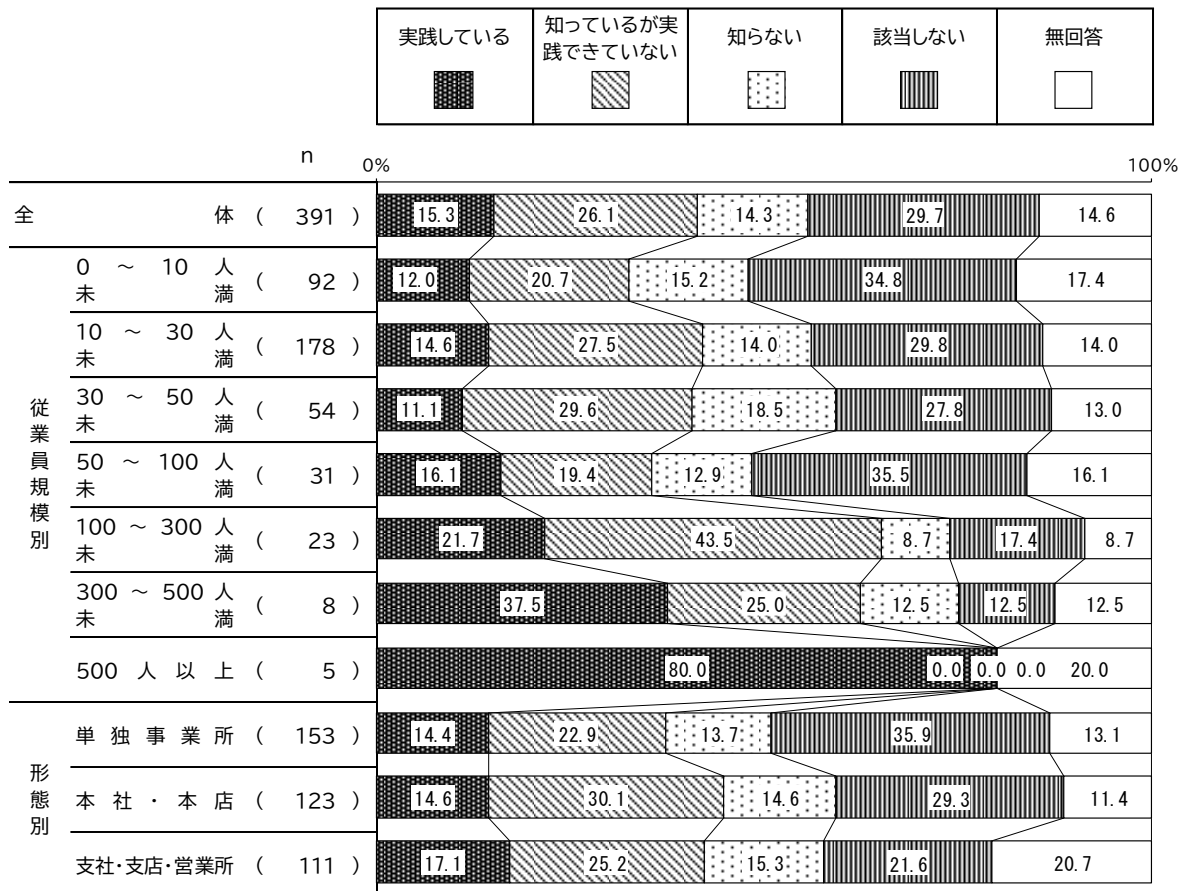 実践している
知っているが実
践できていない
知らない
該当しない
無回答
n
0%
100%
全体 ( 391 ) 15.3 26.1 14.3 29.7 14.6
従業員規模別
0 ～ 10 人
未満 ( 92 ) 12.0 20.7 15.2 34.8 17.4
10 ～ 30 人
未満 ( 178 ) 14.6 27.5 14.0 29.8 14.0
30 ～ 50 人
未満 ( 54 ) 11.1 29.6 18.5 27.8 13.0
50 ～ 100 人
未満 ( 31 ) 16.1 19.4 12.9 35.5 16.1
100 ～ 300 人
未満 ( 23 ) 21.7 43.5 8.7 17.4 8.7
300 ～ 500 人
未満 ( 8 ) 37.5 25.0 12.5 12.5 12.5
500 人以上 ( 5 ) 80.0 0.0 0.0 0.0 20.0
形態別
単独事業所 ( 153 ) 14.4 22.9 13.7 35.9 13.1
本社・本店 ( 123 ) 14.6 30.1 14.6 29.3 11.4
支社・支店・営業所 ( 111 ) 17.1 25.2 15.3 21.6 20.7